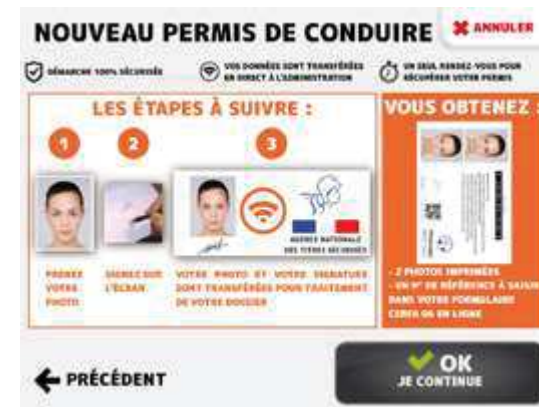 NOUVEAU PERMIS DE CONDUIRE
ANNULER
DÉMARCHE 100% SÉCURISÉE
VOS DONNÉES SONT TRANSFÉRÉES
EN DIRECT À L'ADMINISTRATION
UN SEUL RENDEZ-VOUS POUR
RÉCUPÉRER VOTRE PERMIS
LES ÉTAPES À SUIVRE :
1
2
3
AGENCE NATIONALE
DES TITRES SÉCURISÉS
PRENEZ
VOTRE
PHOTO
SIGNEZ SUR
L'ÉCRAN
VOTRE PHOTO ET VOTRE SIGNATURE
SONT TRANSFÉRÉES POUR TRAITEMENT
DE VOTRE DOSSIER
VOUS OBTENEZ :
- 2 PHOTOS IMPRIMÉES
- UN N° DE RÉFÉRENCE À SAISIR
DANS VOTRE FORMULAIRE
CERFA 06 EN LIGNE
PRÉCÉDENT
OK
JE CONTINUE